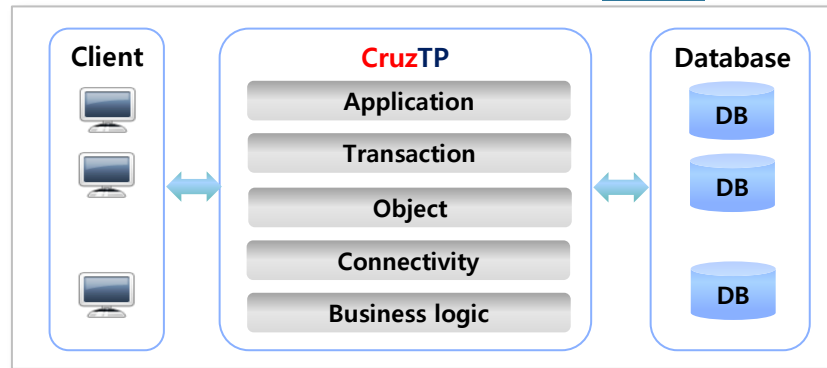 Client
CruzTP
Database
Application
Transaction
Object
Connectivity
Business logic
DB
DB
DB